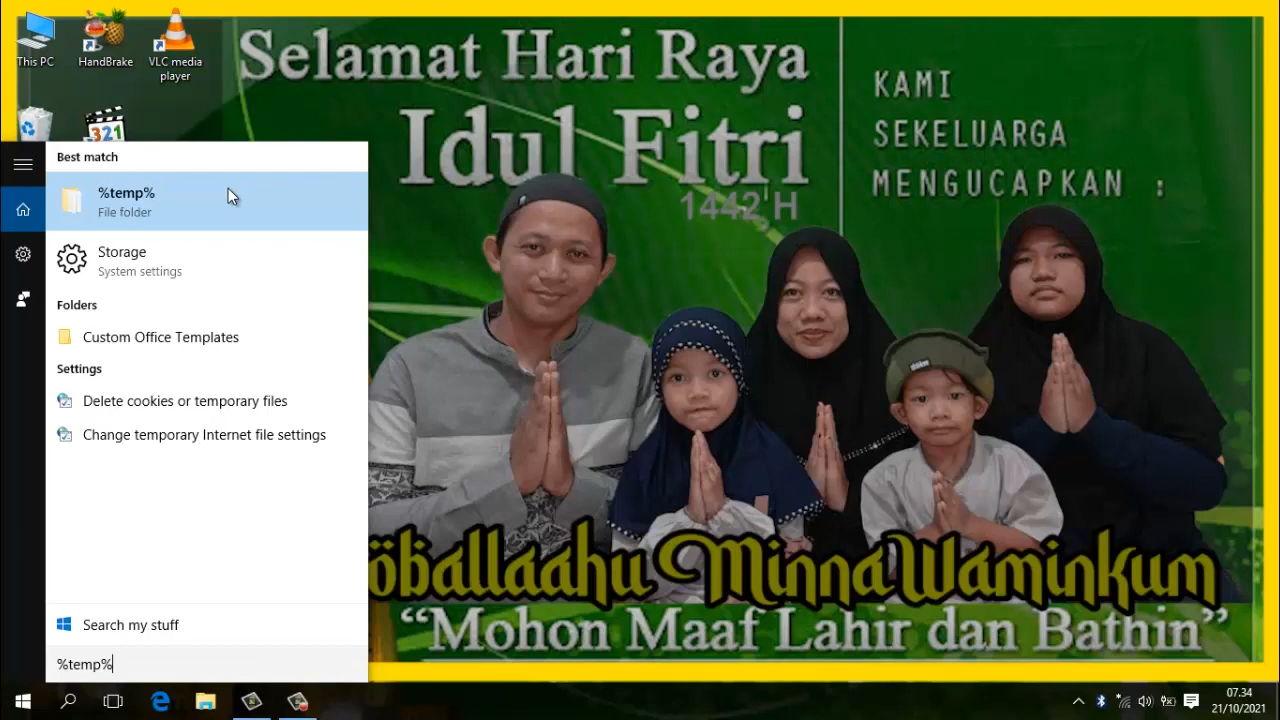 This PC
HandBrake
VLC media
player
321
Best match
%temp%
File folder
Storage
System settings
Folders
Custom Office Templates
Settings
Delete cookies or temporary files
Change temporary Internet file settings
Search my stuff
%temp%
Selamat Hari Raya
Idul Fitri
1442 H
KAMI
SEKELUARGA
MENGUCAPKAN :
öballaahu Minna Waminkum
“Mohon Maaf Lahir dan Bathin”
07.34
21/10/2021